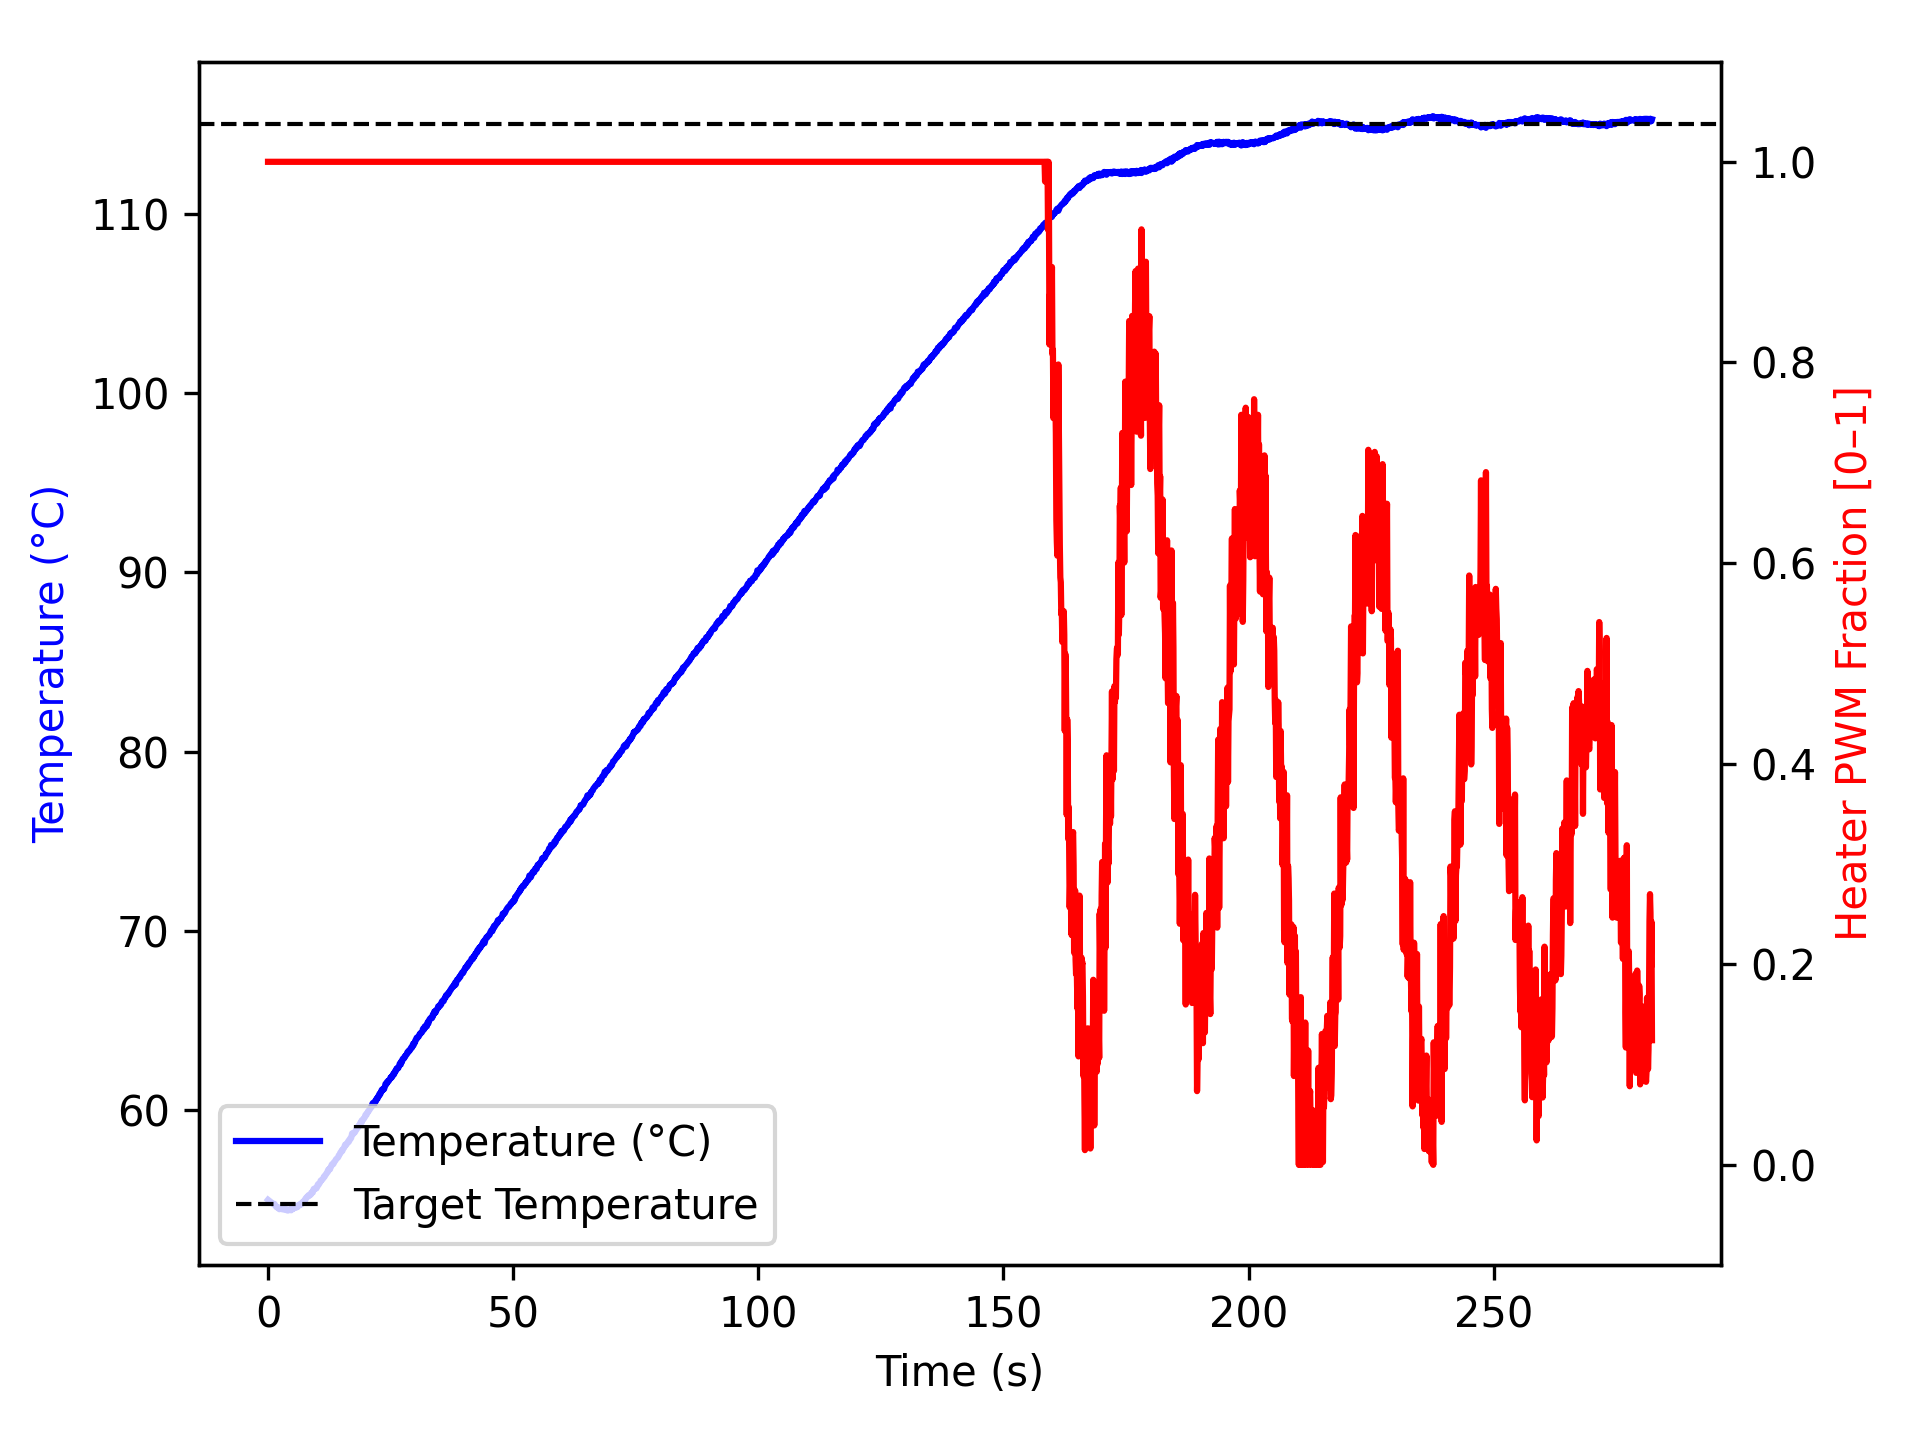 110
100
90
80
70
60
Temperature (°C)
1.0
0.8
0.6
0.4
0.2
0.0
Heater PWM Fraction [0–1]
Temperature (°C)
Target Temperature
0 50 100 150 200 250
Time (s)